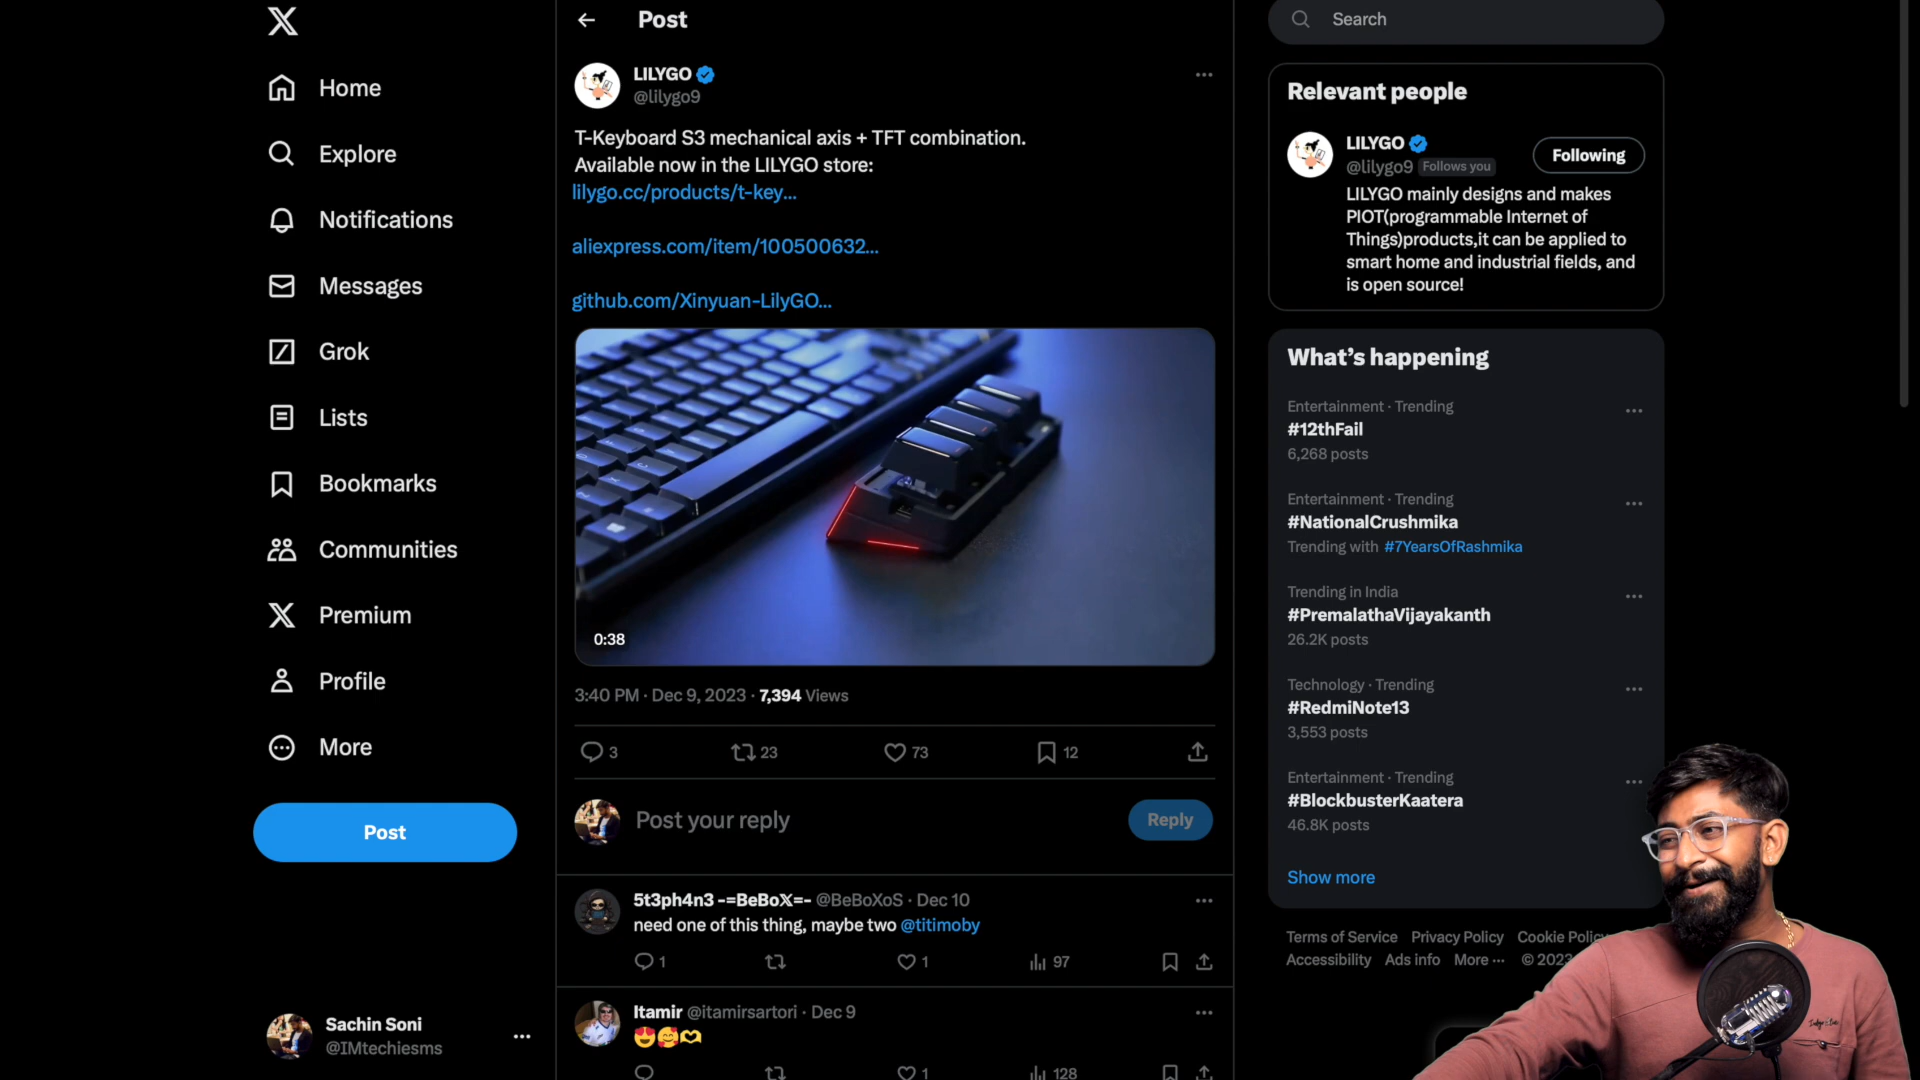 Home
Explore
Notifications
Messages
Grok
Lists
Bookmarks
Communities
Premium
Profile
More
Post
Sachin Soni
@IMtechiesms
Post
LILYGO
@lilygo9
T-Keyboard S3 mechanical axis + TFT combination.
Available now in the LILYGO store:
lilygo.cc/products/t-key...
aliexpress.com/item/100500632...
github.com/Xinyuan-LilyGO...
0:38
3:40 PM · Dec 9, 2023 · 7,394 Views
3 23 73 12
Post your reply
Reply
5t3ph4n3 -=BeBoX=- @BeBoXoS · Dec 10
need one of this thing, maybe two @titimoby
1 1 97
Itamir @itamirsartori · Dec 9
😍🥰🫶
1 128
Search
Relevant people
LILYGO
@lilygo9 Follows you
Following
LILYGO mainly designs and makes
PIOT(programmable Internet of
Things)products,it can be applied to
smart home and industrial fields, and
is open source!
What's happening
Entertainment · Trending
#12thFail
6,268 posts
Entertainment · Trending
#NationalCrushmika
Trending with #7YearsOfRashmika
Trending in India
#PremalathaVijayakanth
26.2K posts
Technology · Trending
#RedmiNote13
3,553 posts
Entertainment · Trending
#BlockbusterKaatera
46.8K posts
Show more
Terms of Service Privacy Policy Cookie Policy
Accessibility Ads info More ··· © 2023